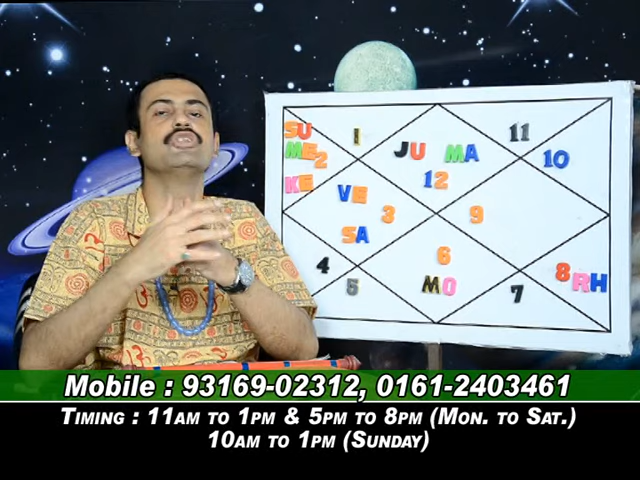 SU
ME 2
KE
1
JU MA
12
11
10
VE
3
SA
9
4
5
6
MO
7
8
RH
Mobile : 93169-02312, 0161-2403461
TIMING : 11AM TO 1PM & 5PM TO 8PM (MON. TO SAT.)
10AM TO 1PM (SUNDAY)